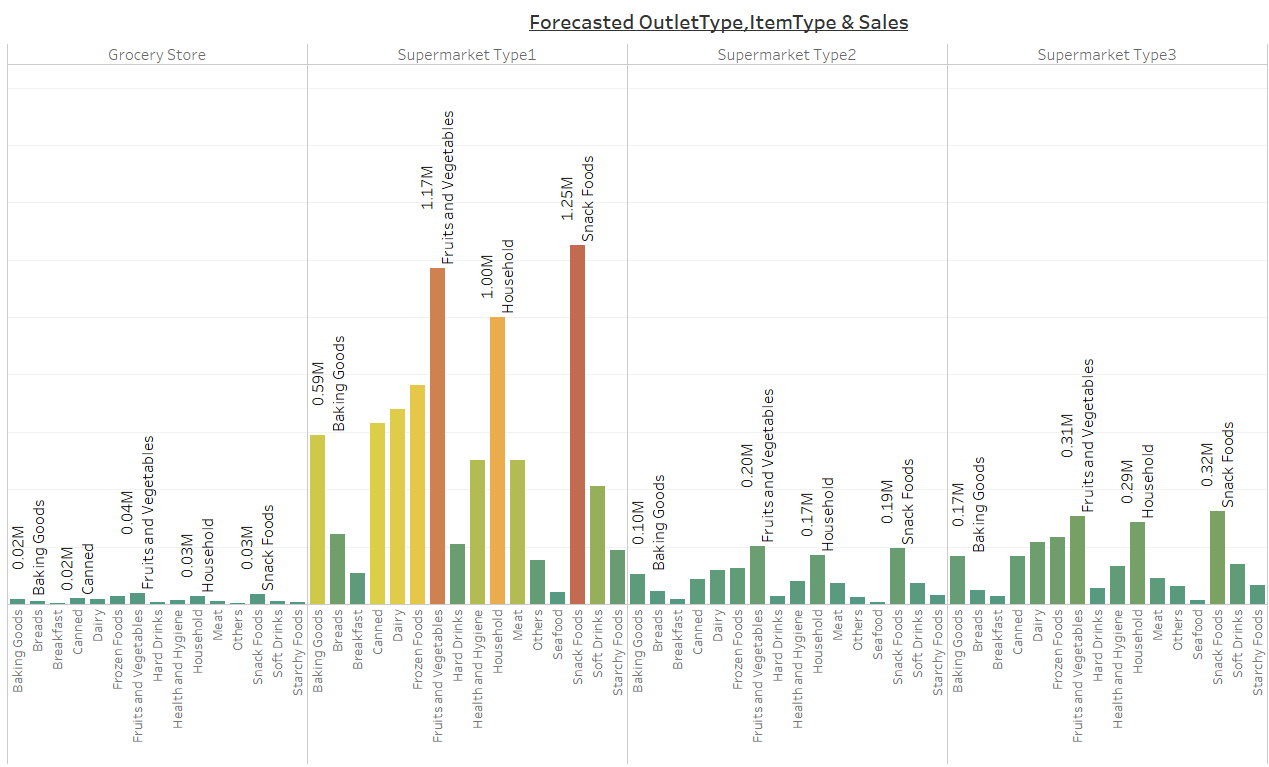 Forecasted OutletType,ItemType & Sales
Grocery Store
Supermarket Type1
Supermarket Type2
Supermarket Type3
0.02M
Baking Goods
0.02M
Canned
0.04M
Fruits and Vegetables
0.03M
Household
0.03M
Snack Foods
0.59M
Baking Goods
1.17M
Fruits and Vegetables
1.00M
Household
1.25M
Snack Foods
0.10M
Baking Goods
0.20M
Fruits and Vegetables
0.17M
Household
0.19M
Snack Foods
0.17M
Baking Goods
0.31M
Fruits and Vegetables
0.29M
Household
0.32M
Snack Foods
Baking Goods
Breads
Breakfast
Canned
Dairy
Frozen Foods
Fruits and Vegetables
Hard Drinks
Health and Hygiene
Household
Meat
Others
Snack Foods
Soft Drinks
Starchy Foods
Baking Goods
Breads
Breakfast
Canned
Dairy
Frozen Foods
Fruits and Vegetables
Hard Drinks
Health and Hygiene
Household
Meat
Others
Seafood
Snack Foods
Soft Drinks
Starchy Foods
Baking Goods
Breads
Breakfast
Canned
Dairy
Frozen Foods
Fruits and Vegetables
Hard Drinks
Health and Hygiene
Household
Meat
Others
Seafood
Snack Foods
Soft Drinks
Starchy Foods
Baking Goods
Breads
Breakfast
Canned
Dairy
Frozen Foods
Fruits and Vegetables
Hard Drinks
Health and Hygiene
Household
Meat
Others
Seafood
Snack Foods
Soft Drinks
Starchy Foods